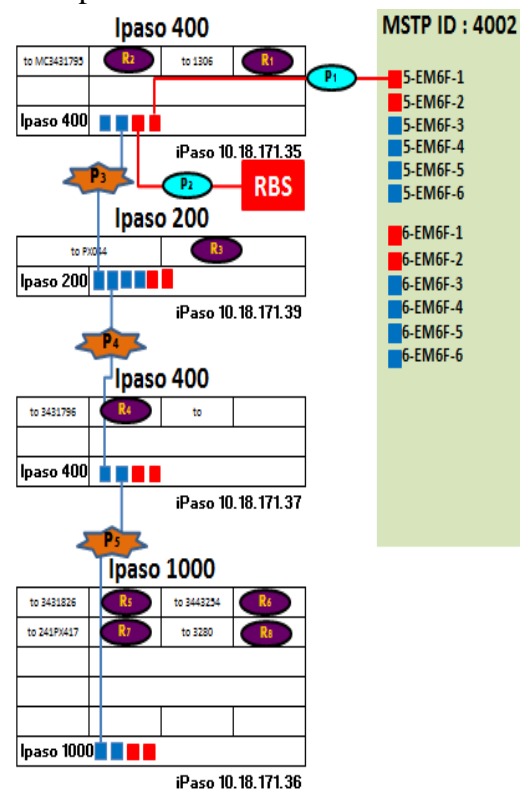 Ipaso 400
to MC3431795 R2 to 1306 R1
Ipaso 400
iPaso 10.18.171.35
P1
P3
P2
RBS
Ipaso 200
to PX044 R3
Ipaso 200
iPaso 10.18.171.39
P4
Ipaso 400
to 3431796 R4 to
Ipaso 400
iPaso 10.18.171.37
P5
Ipaso 1000
to 3431826 R5 to 3443254 R6
to 241PX417 R7 to 3280 R8
Ipaso 1000
iPaso 10.18.171.36
MSTP ID : 4002
5-EM6F-1
5-EM6F-2
5-EM6F-3
5-EM6F-4
5-EM6F-5
5-EM6F-6
6-EM6F-1
6-EM6F-2
6-EM6F-3
6-EM6F-4
6-EM6F-5
6-EM6F-6